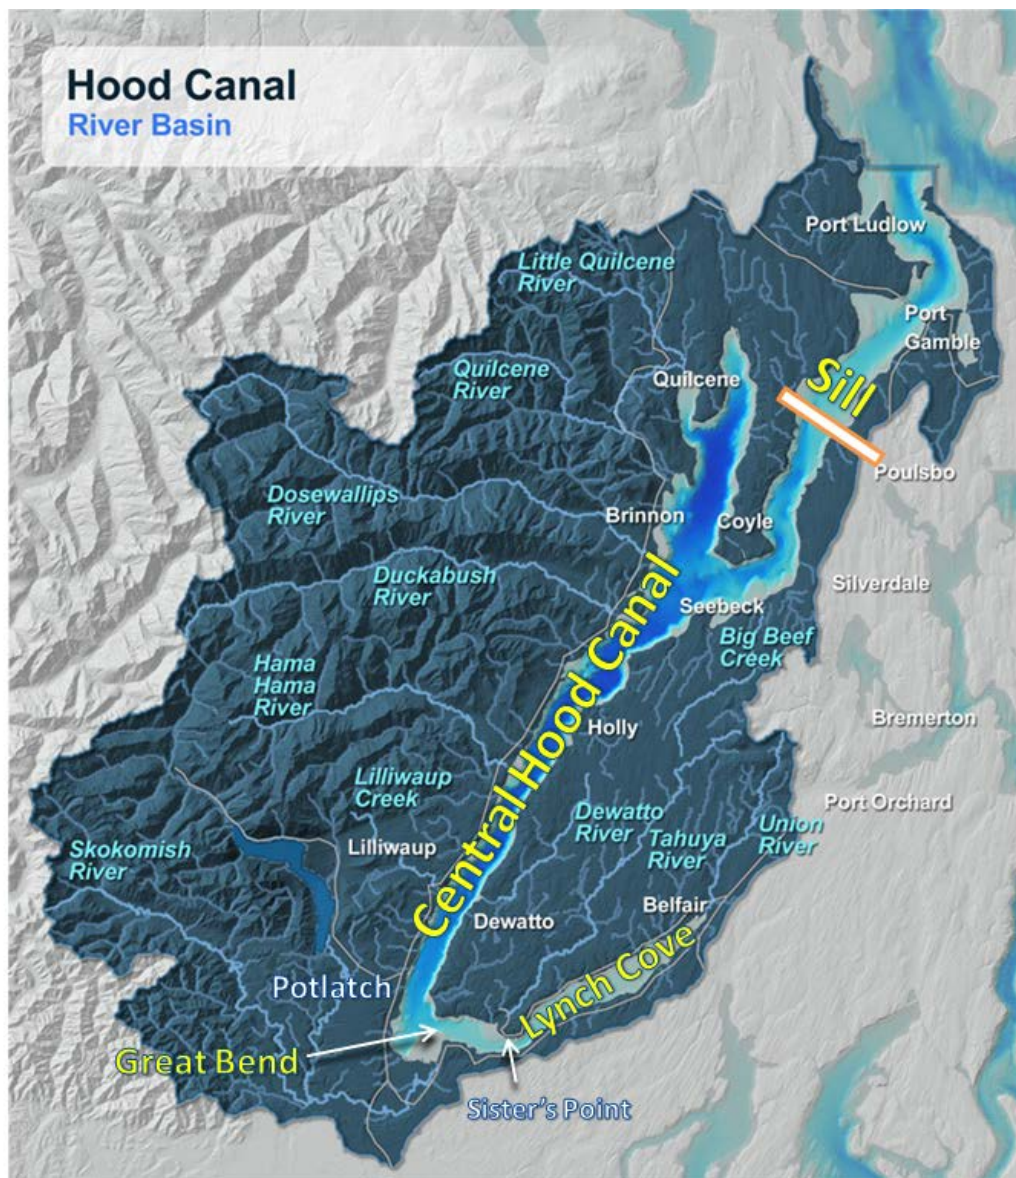 Hood Canal
River Basin
Port Ludlow
Little Quilcene
River
Port
Gamble
Quilcene
River
Quilcene
Sill
Poulsbo
Dosewallips
River
Brinnon
Coyle
Duckabush
River
Silverdale
Seebeck
Big Beef
Creek
Hama
Hama
River
Central Hood Canal
Holly
Bremerton
Lilliwaup
Creek
Port Orchard
Dewatto
River
Tahuya
River
Union
River
Skokomish
River
Lilliwaup
Belfair
Dewatto
Lynch Cove
Potlatch
Great Bend
Sister's Point